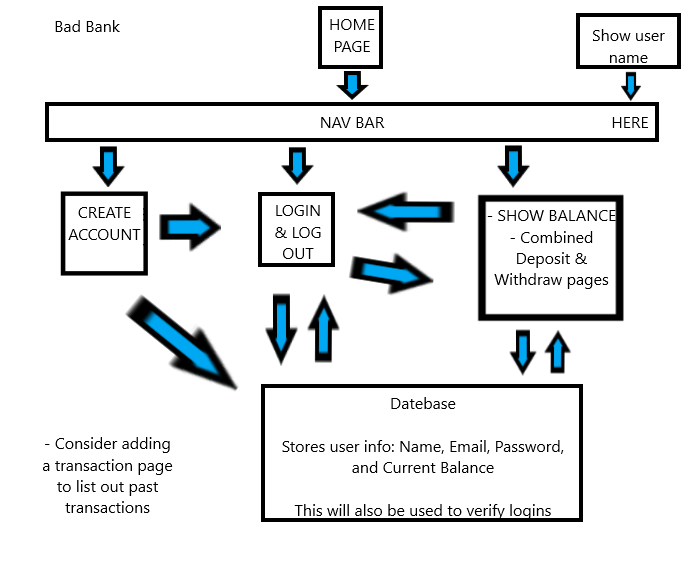 Bad Bank
HOME
PAGE
Show user
name
NAV BAR
HERE
CREATE
ACCOUNT
LOGIN
& LOG
OUT
- SHOW BALANCE
- Combined
Deposit &
Withdraw pages
Datebase
Stores user info: Name, Email, Password,
and Current Balance
This will also be used to verify logins
- Consider adding
a transaction page
to list out past
transactions